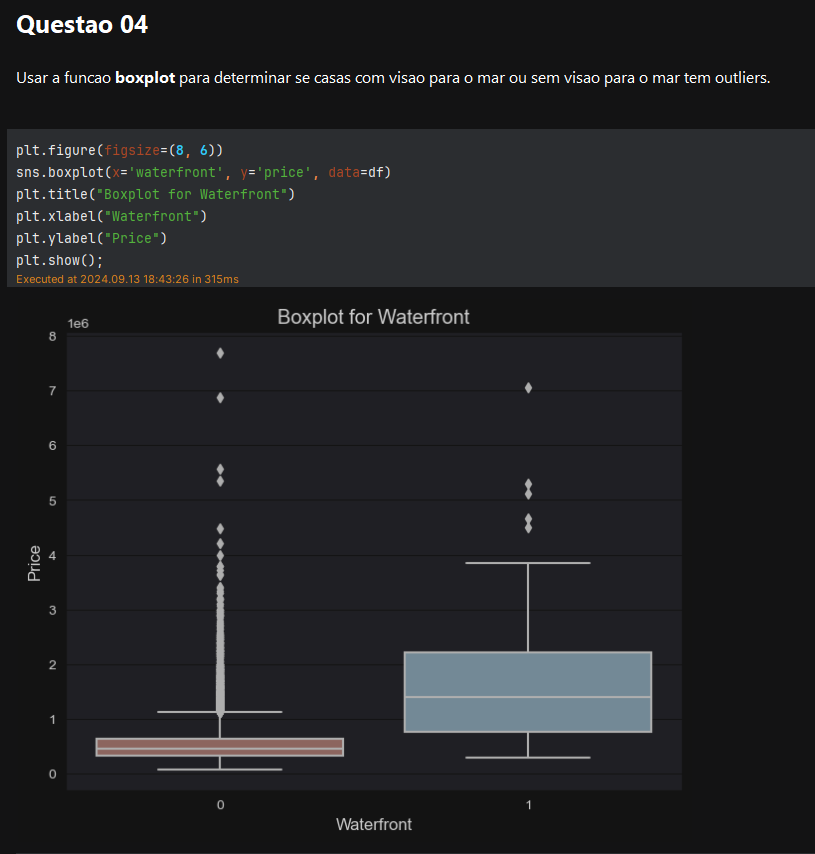 Questao 04
Usar a funcao boxplot para determinar se casas com visao para o mar ou sem visao para o mar tem outliers.
plt.figure(figsize=(8, 6))
sns.boxplot(x='waterfront', y='price', data=df)
plt.title("Boxplot for Waterfront")
plt.xlabel("Waterfront")
plt.ylabel("Price")
plt.show();
Executed at 2024.09.13 18:43:26 in 315ms
Boxplot for Waterfront
1e6
8
7
6
5
4
3
2
1
0
Price
0 1
Waterfront